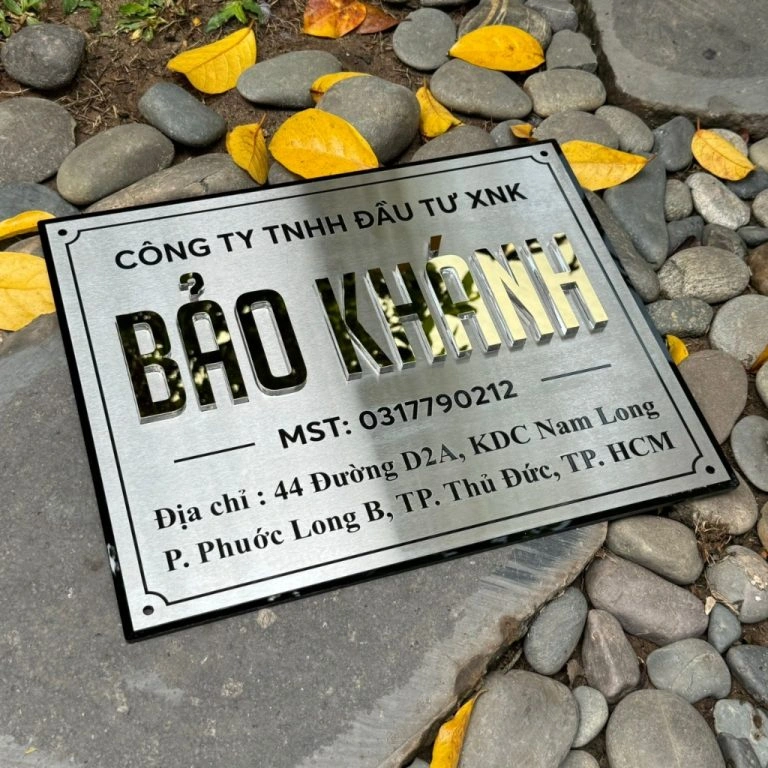 CÔNG TY TNHH ĐẦU TƯ XNK
BẢO KHÁNH
MST: 0317790212
Địa chỉ : 44 Đường D2A, KDC Nam Long
P. Phước Long B, TP. Thủ Đức, TP. HCM